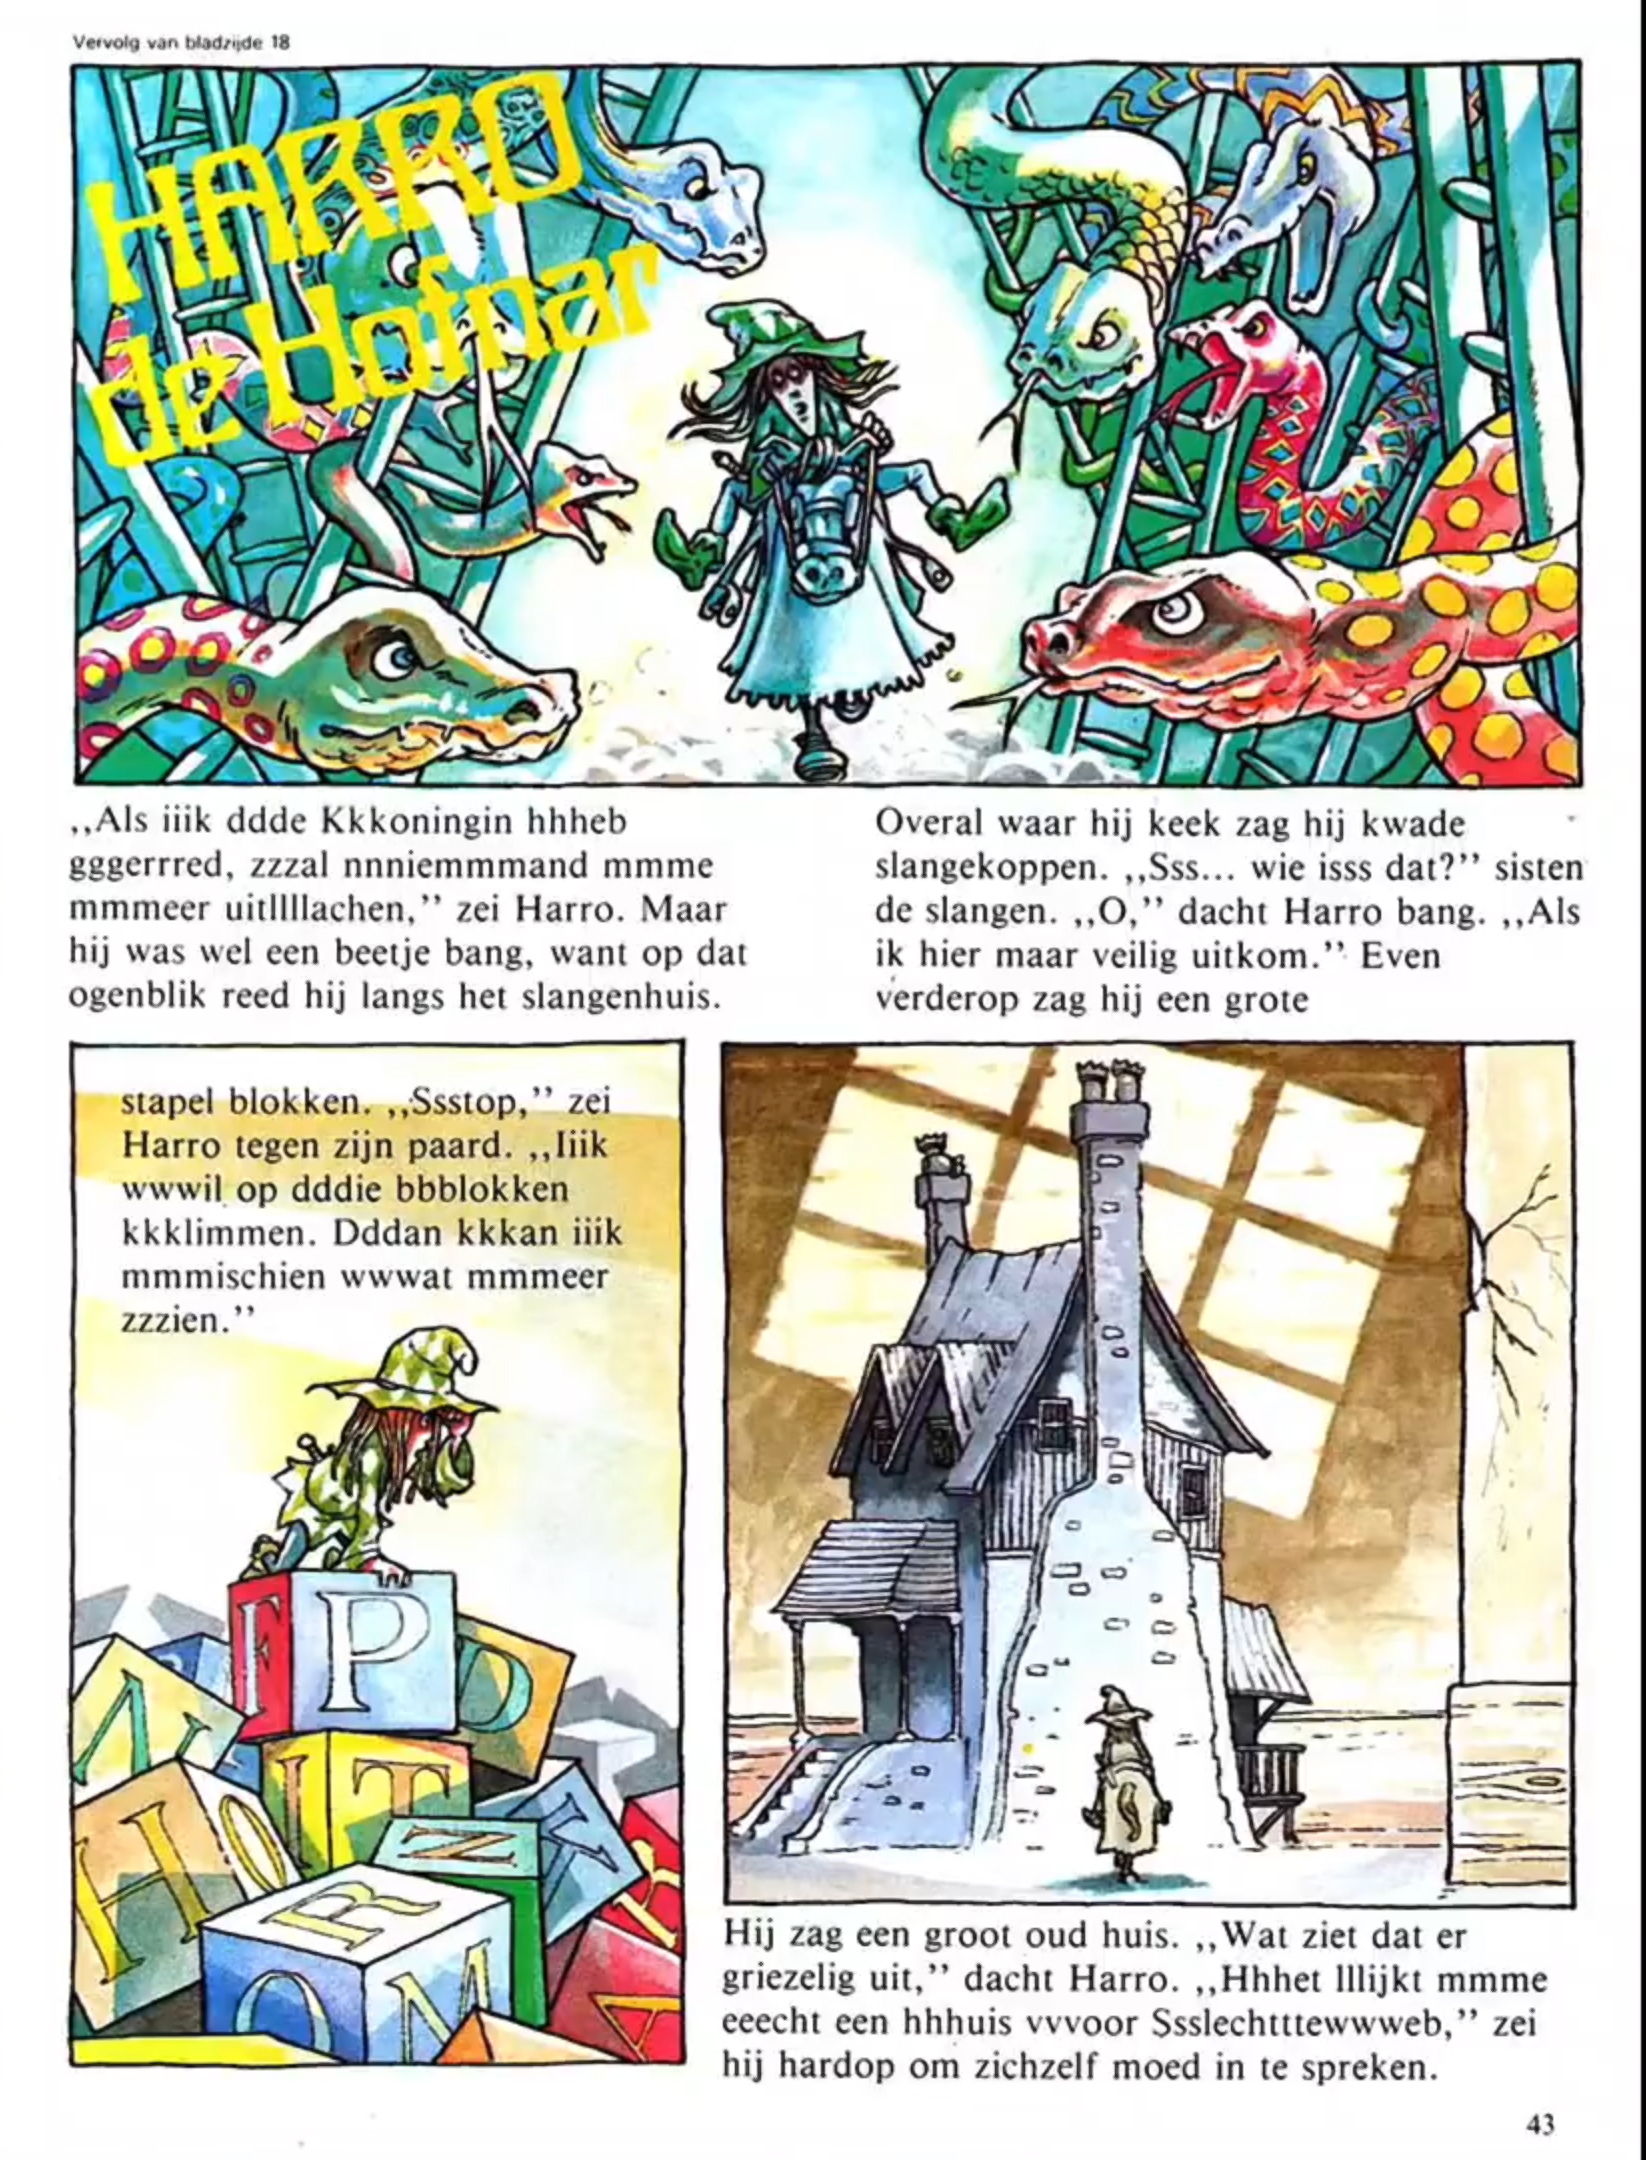 Vervolg van bladzijde 18
HARRO
de Hofnar
,,Als iiik ddde Kkkoningin hhheb
gggerrred, zzzal nnniemmmand mmme
mmmeer uitllllachen,'' zei Harro. Maar
hij was wel een beetje bang, want op dat
ogenblik reed hij langs het slangenhuis.
Overal waar hij keek zag hij kwade
slangekoppen. ,,Sss... wie isss dat?'' sisten
de slangen. ,,O,'' dacht Harro bang. ,,Als
ik hier maar veilig uitkom.'' Even
verderop zag hij een grote
stapel blokken. ,,Ssstop,'' zei
Harro tegen zijn paard. ,,Iiik
wwwil op dddie bbblokken
kkklimmen. Dddan kkkan iiik
mmmischien wwwat mmmeer
zzzien.''
F P D
N
I T
H O N K
R
O M A
Hij zag een groot oud huis. ,,Wat ziet dat er
griezelig uit,'' dacht Harro. ,,Hhhet lllijkt mmme
eeecht een hhhuis vvvoor Sssslechtttewwweb,'' zei
hij hardop om zichzelf moed in te spreken.
43